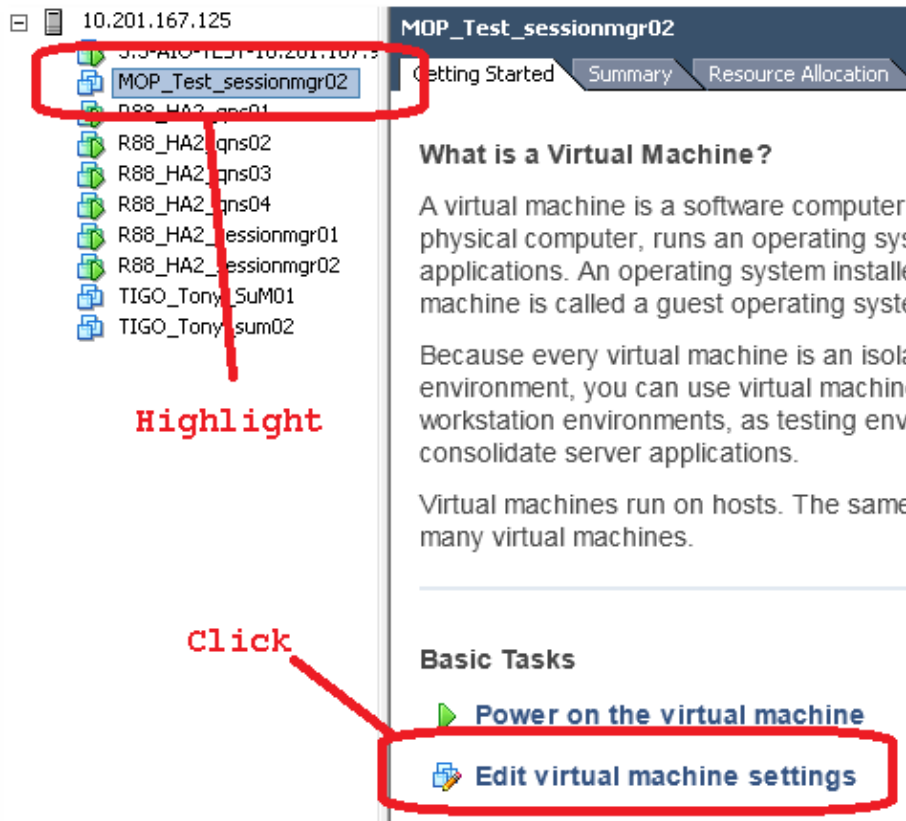 10.201.167.125
MOP_Test_sessionmgr02
R88_HA2_qns01
R88_HA2_qns02
R88_HA2_qns03
R88_HA2_qns04
R88_HA2_sessionmgr01
R88_HA2_sessionmgr02
TIGO_Tony_SuM01
TIGO_Tony_sum02
Highlight
Click
MOP_Test_sessionmgr02
Getting Started Summary Resource Allocation
What is a Virtual Machine?
A virtual machine is a software computer
physical computer, runs an operating sys
applications. An operating system installe
machine is called a guest operating syste
Because every virtual machine is an isola
environment, you can use virtual machine
workstation environments, as testing env
consolidate server applications.
Virtual machines run on hosts. The same
many virtual machines.
Basic Tasks
Power on the virtual machine
Edit virtual machine settings